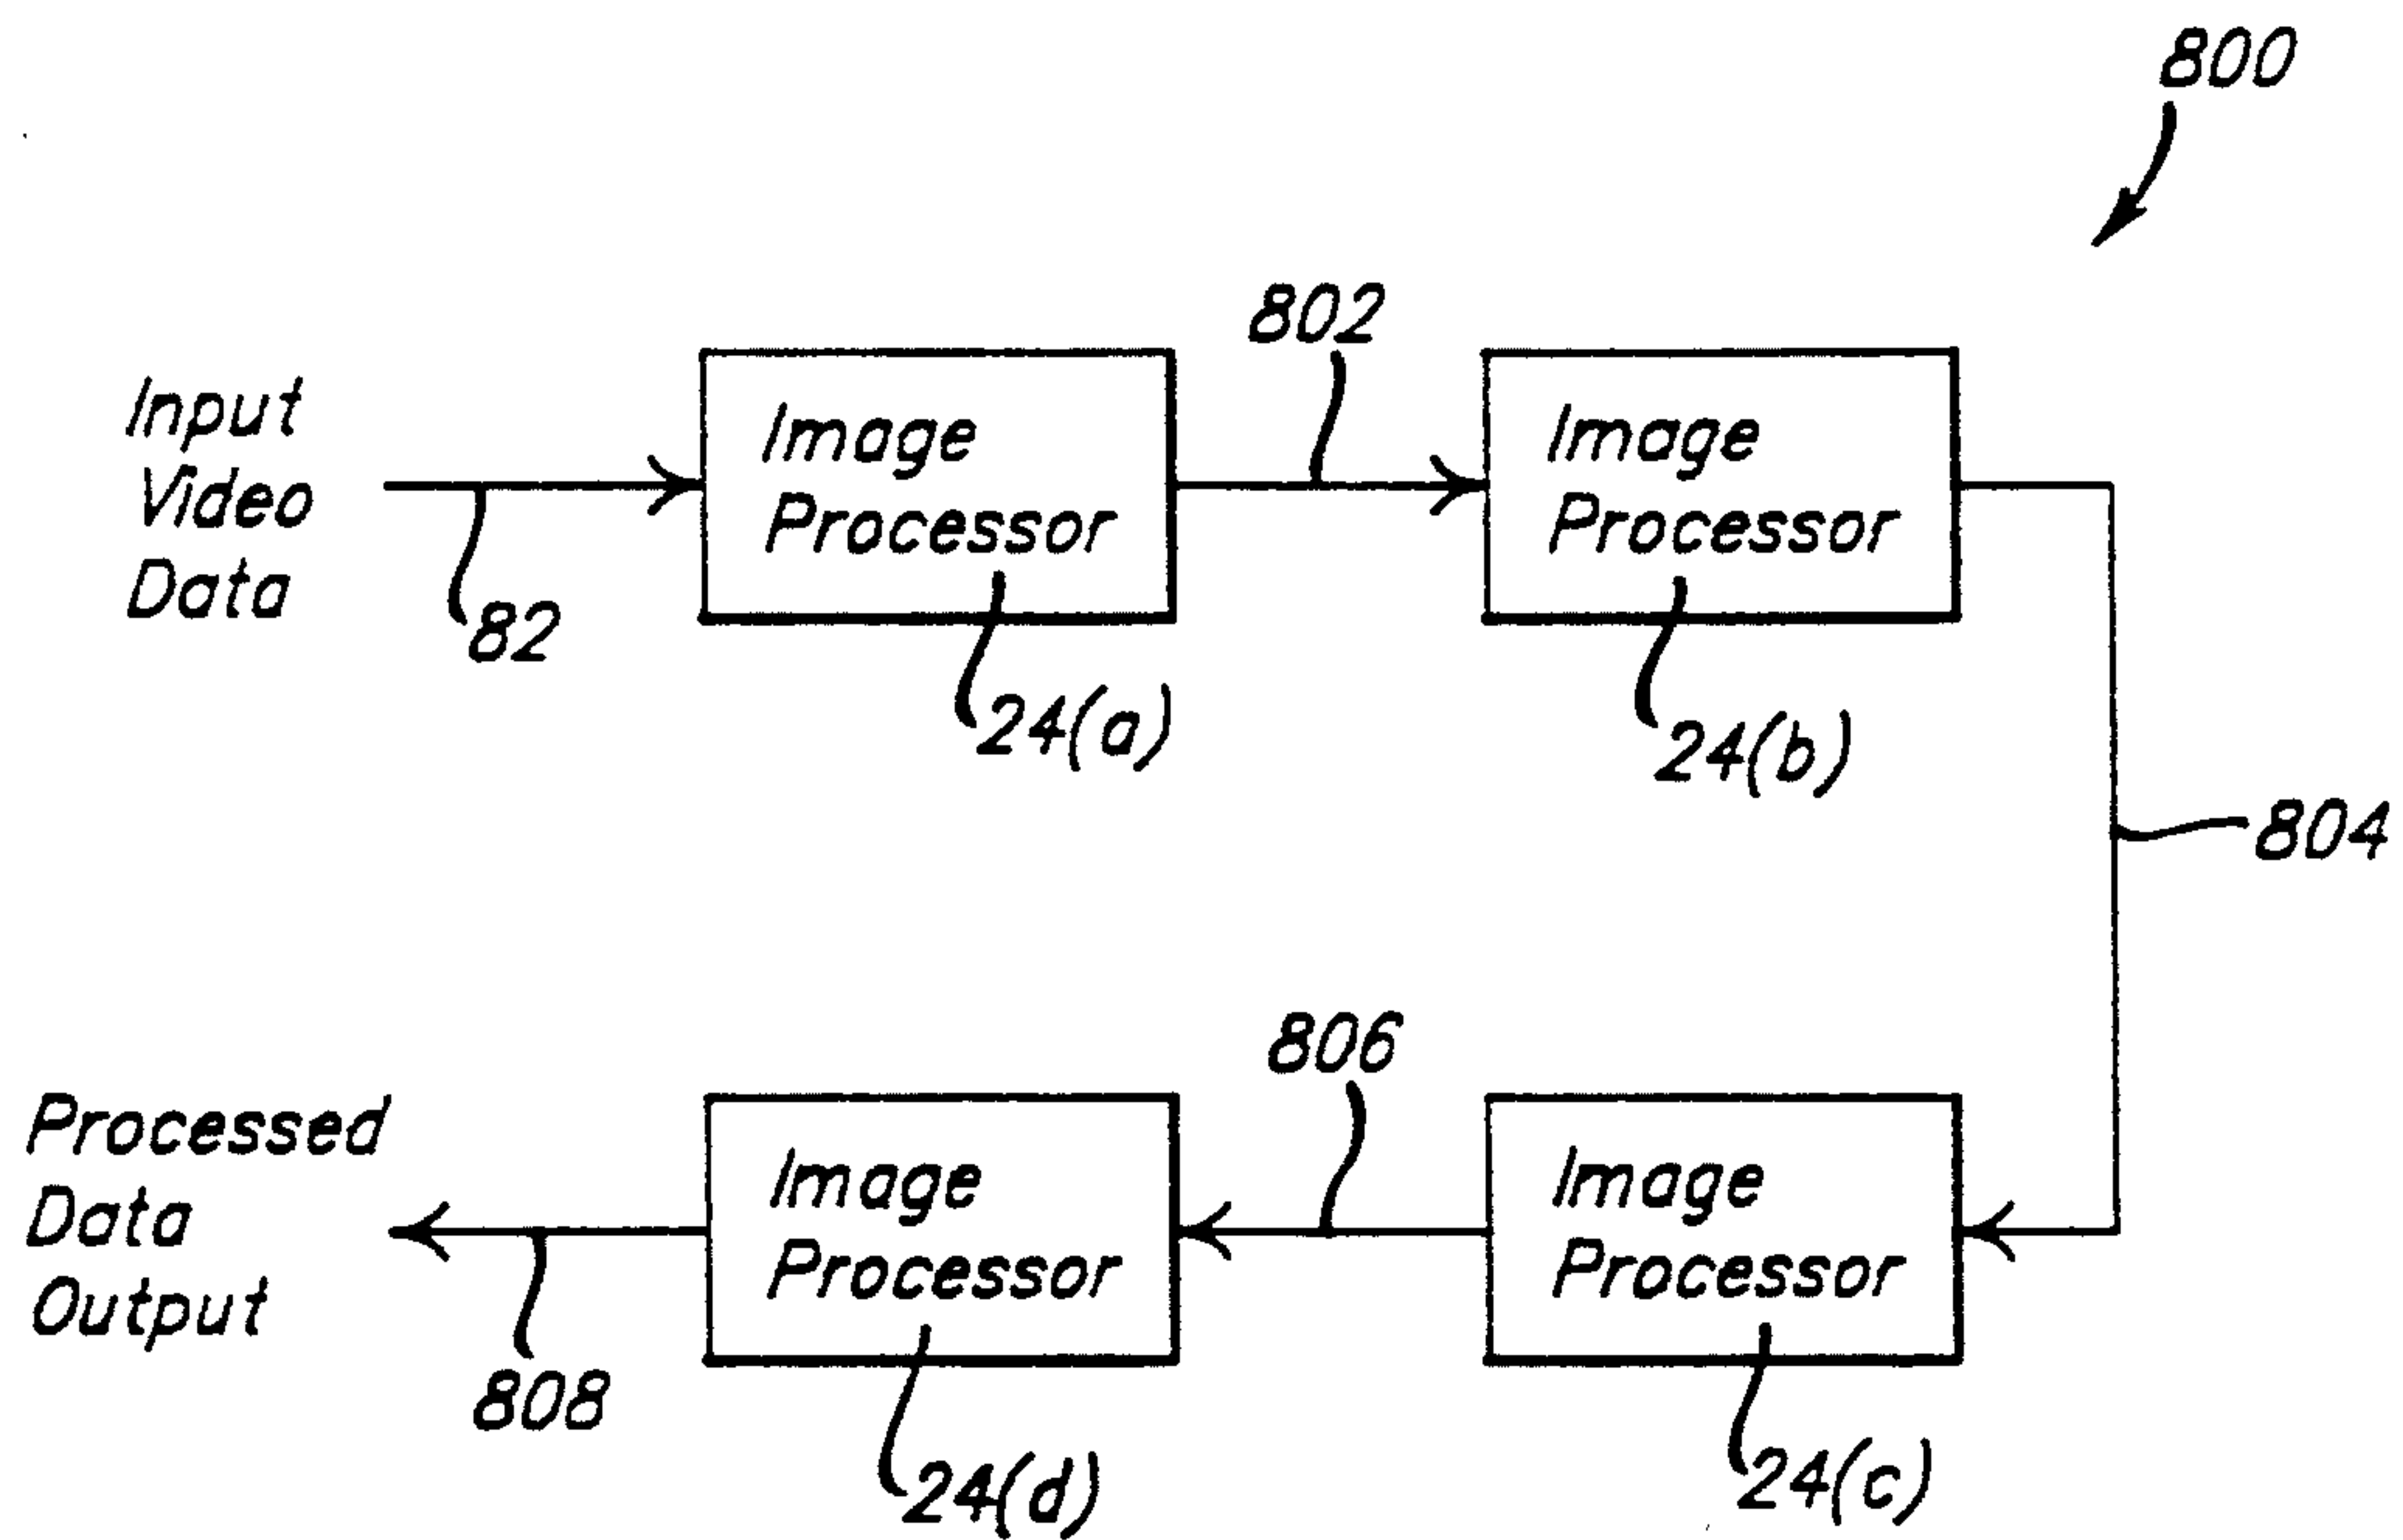 800
802
Input
Video
Data
82
Image
Processor
24(a)
Image
Processor
24(b)
804
806
Processed
Data
Output
808
Image
Processor
24(d)
Image
Processor
24(c)